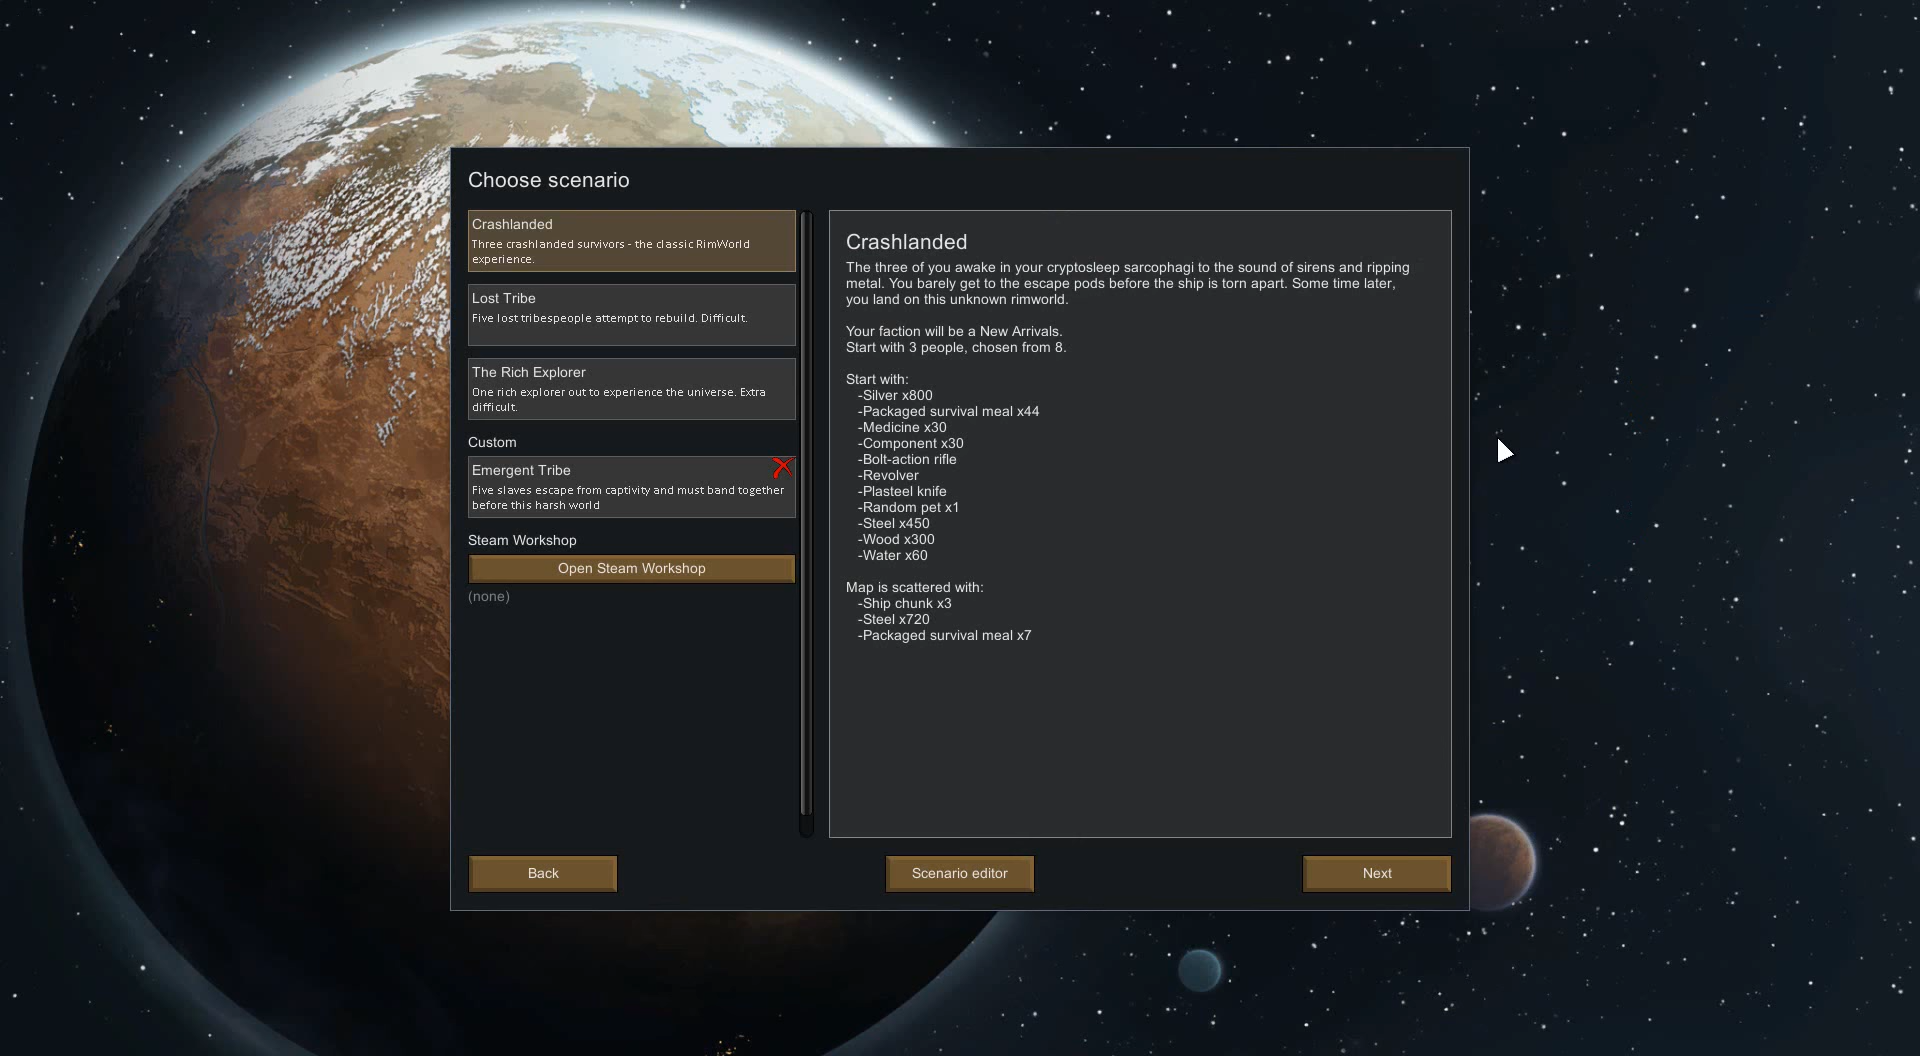 Choose scenario
Crashlanded
Three crashlanded survivors - the classic RimWorld
experience.
Lost Tribe
Five lost tribespeople attempt to rebuild. Difficult.
The Rich Explorer
One rich explorer out to experience the universe. Extra
difficult.
Custom
Emergent Tribe
Five slaves escape from captivity and must band together
before this harsh world
Steam Workshop
Open Steam Workshop
(none)
Crashlanded
The three of you awake in your cryptosleep sarcophagi to the sound of sirens and ripping
metal. You barely get to the escape pods before the ship is torn apart. Some time later,
you land on this unknown rimworld.
Your faction will be a New Arrivals.
Start with 3 people, chosen from 8.
Start with:
-Silver x800
-Packaged survival meal x44
-Medicine x30
-Component x30
-Bolt-action rifle
-Revolver
-Plasteel knife
-Random pet x1
-Steel x450
-Wood x300
-Water x60
Map is scattered with:
-Ship chunk x3
-Steel x720
-Packaged survival meal x7
Back
Scenario editor
Next